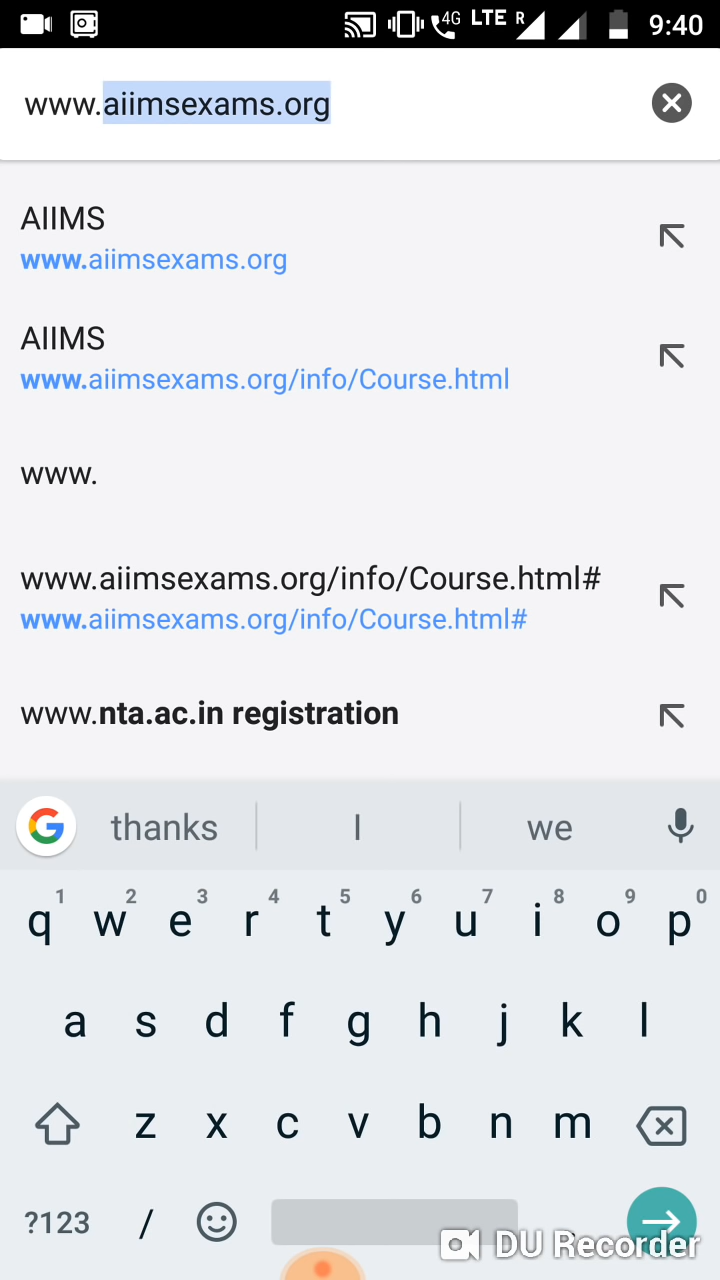 4G LTE R 9:40
www.aiimsexams.org
AIIMS
www.aiimsexams.org
AIIMS
www.aiimsexams.org/info/Course.html
www.
www.aiimsexams.org/info/Course.html#
www.aiimsexams.org/info/Course.html#
www.nta.ac.in registration
G thanks I we
1 2 3 4 5 6 7 8 9 0
q w e r t y u i o p
a s d f g h j k l
z x c v b n m
?123 /
DU Recorder